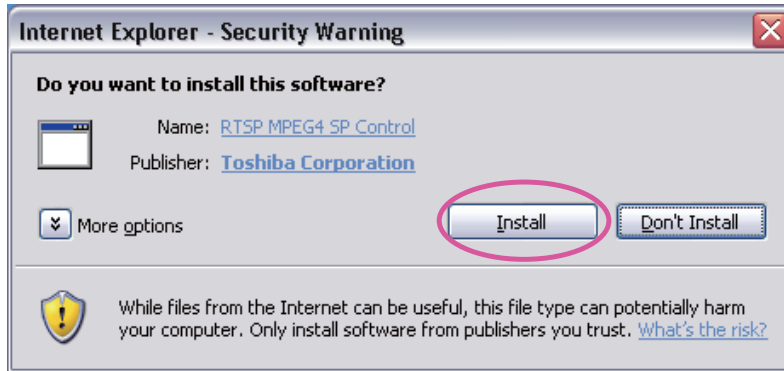 Internet Explorer - Security Warning
Do you want to install this software?
Name: RTSP MPEG4 SP Control
Publisher: Toshiba Corporation
More options Install Don't Install
While files from the Internet can be useful, this file type can potentially harm
your computer. Only install software from publishers you trust. What's the risk?